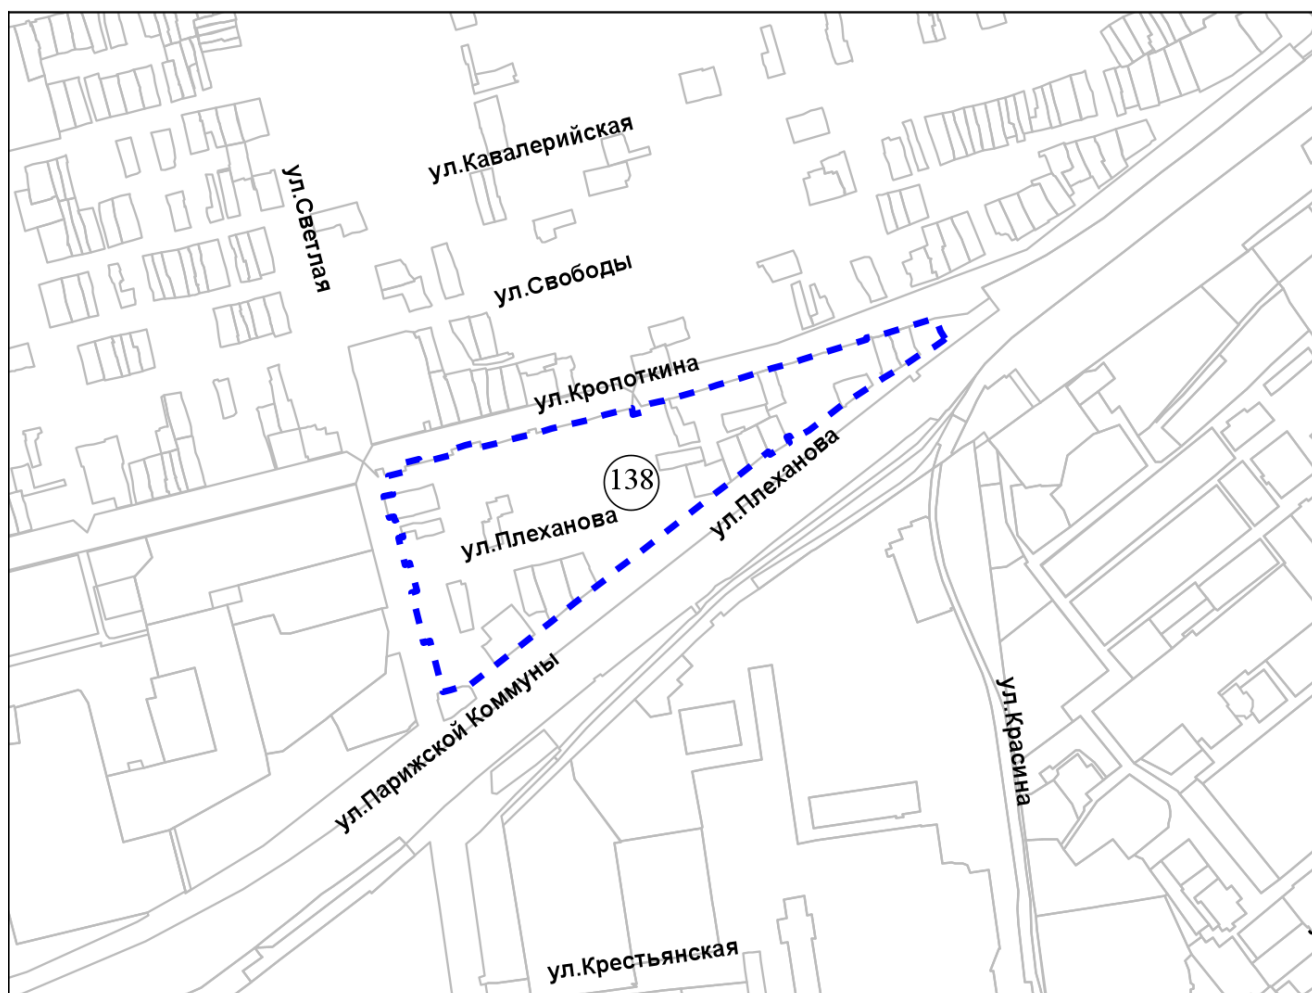 ул.Кавалерийская
ул.Светлая
ул.Свободы
ул.Кропоткина
138
ул.Плеханова
ул.Плеханова
ул.Парижской Коммуны
ул.Красина
ул.Крестьянская